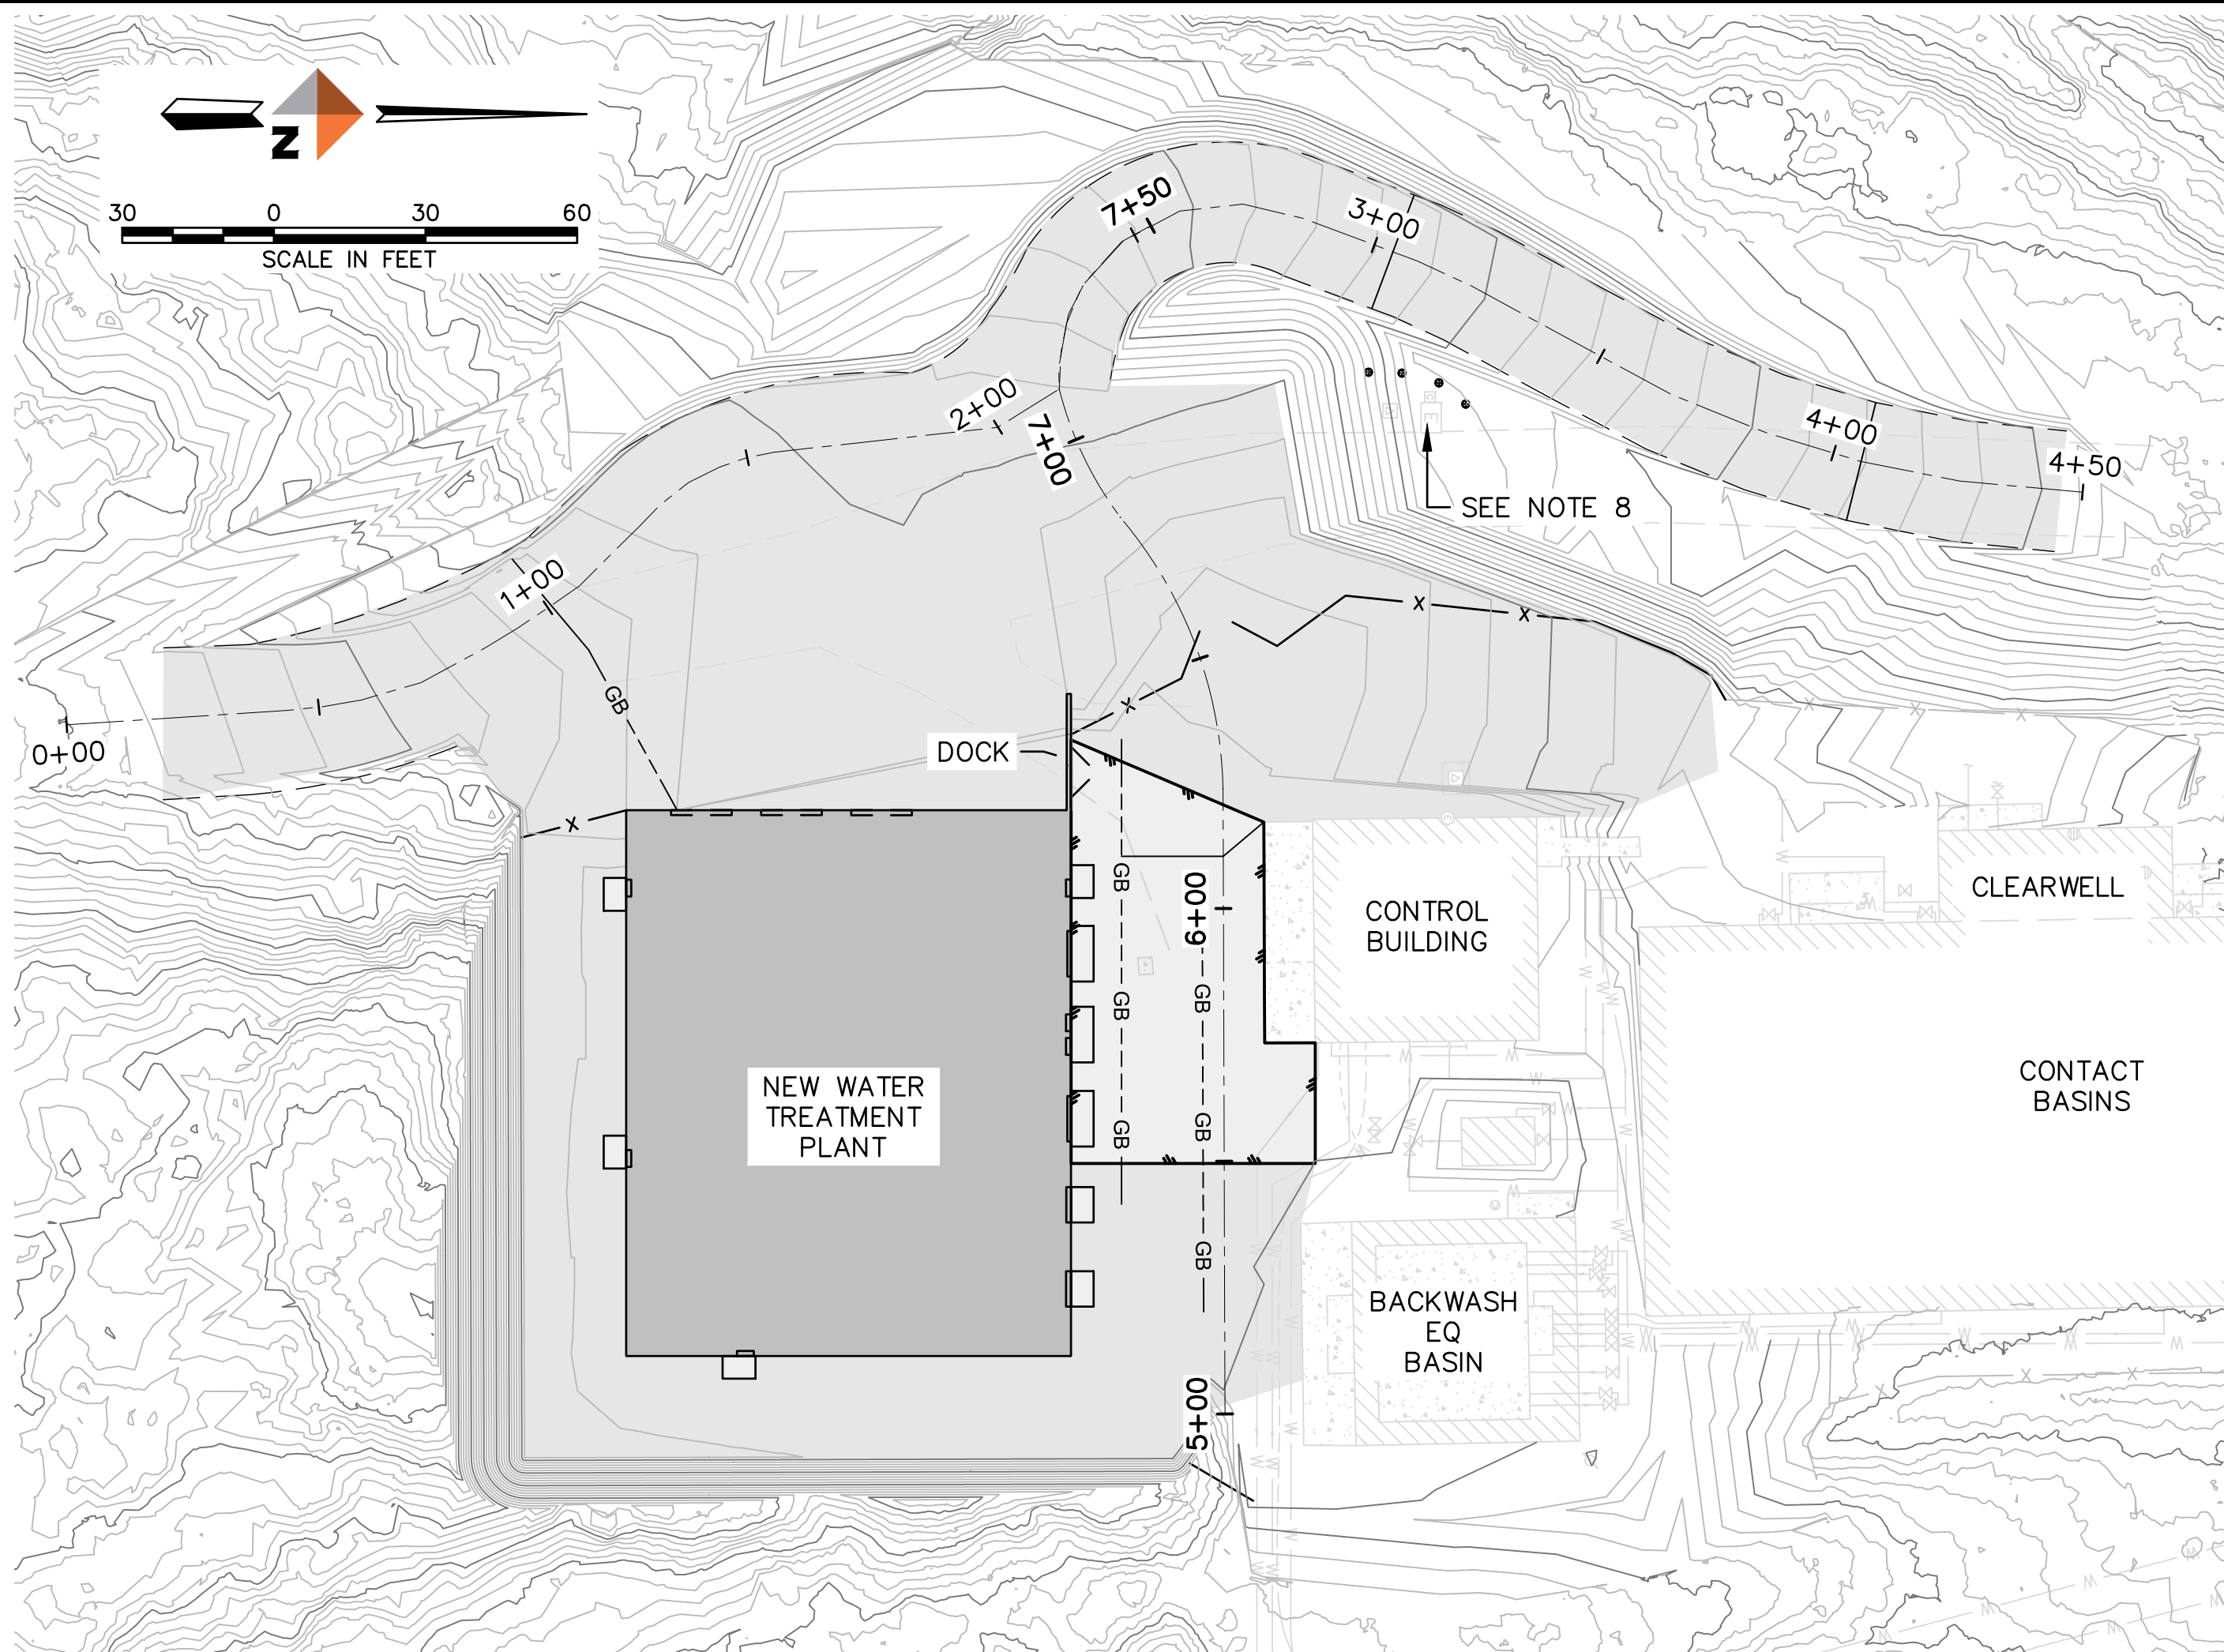 Z
30 0 30 60
SCALE IN FEET
7+50
3+00
2+00
7+00
4+00
4+50
SEE NOTE 8
1+00
GB
X X
X
0+00
DOCK
X
GB
6+00
CONTROL
BUILDING
CLEARWELL
GB
GB
NEW WATER
TREATMENT
PLANT
CONTACT
BASINS
GB
GB
GB
BACKWASH
EQ
BASIN
5+00